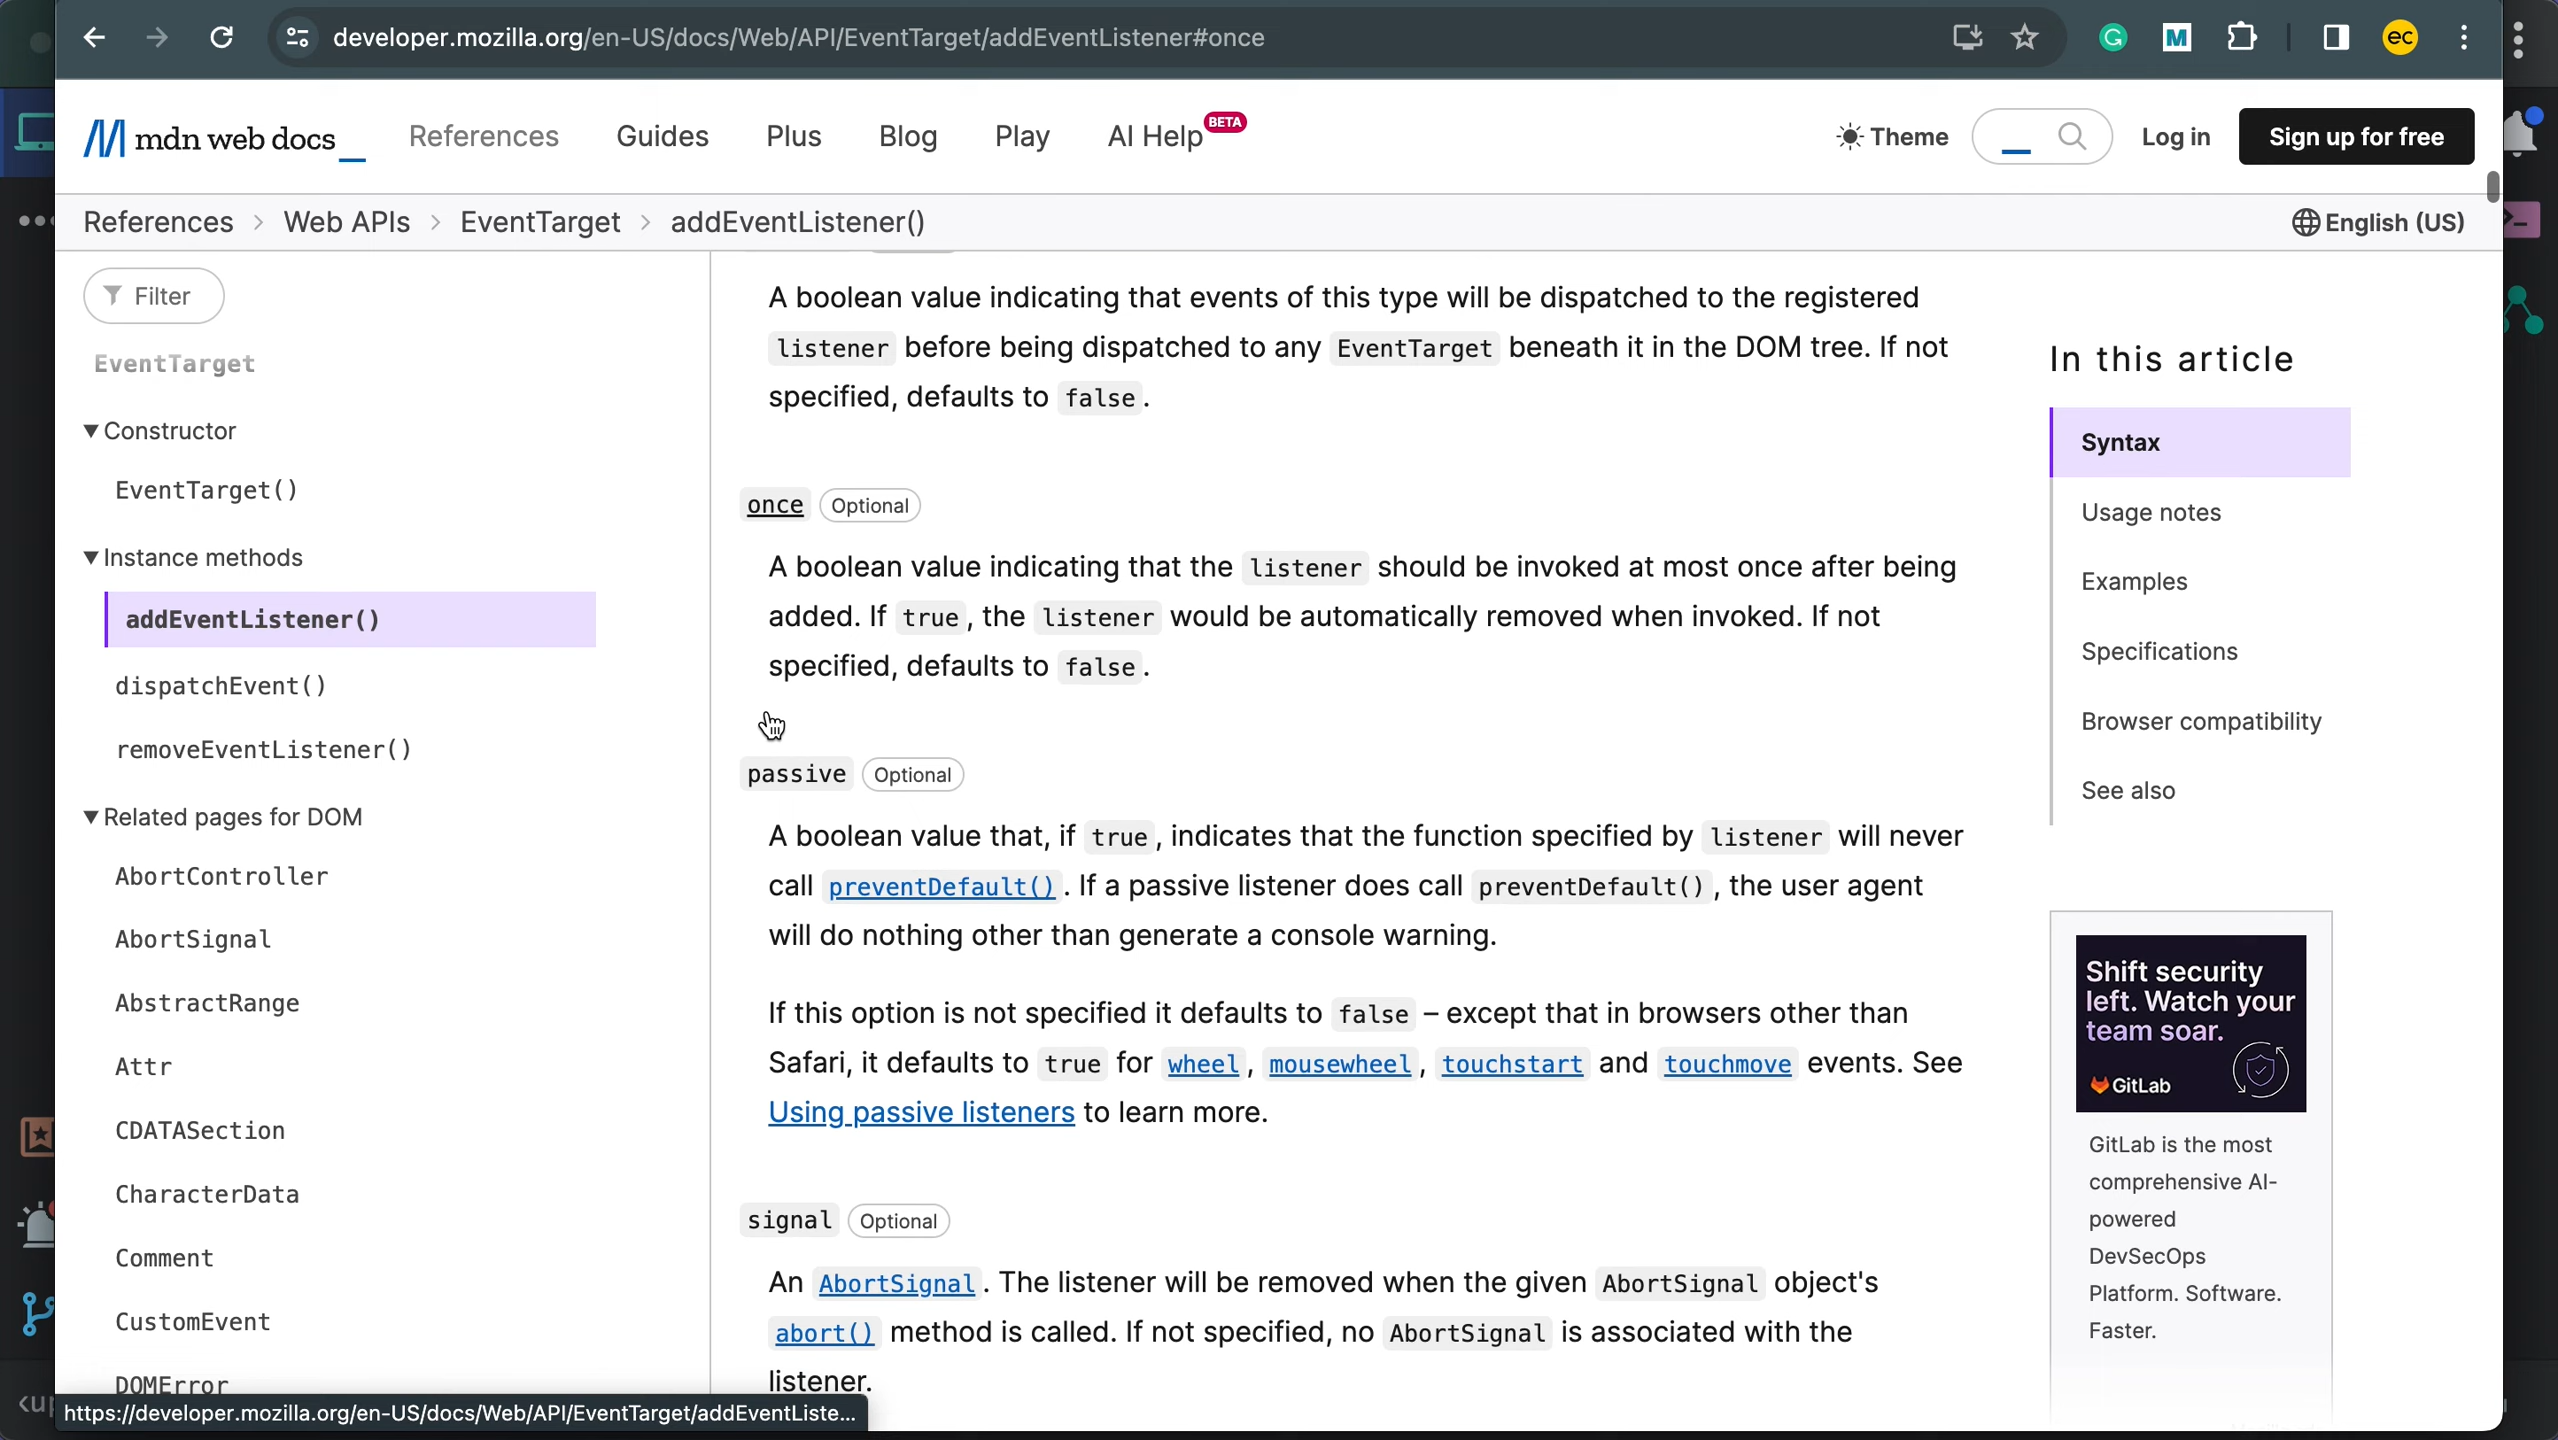 developer.mozilla.org/en-US/docs/Web/API/EventTarget/addEventListener#once
G
M
ec
mdn web docs_
References
Guides
Plus
Blog
Play
AI Help
BETA
Theme
Log in
Sign up for free
References > Web APIs > EventTarget > addEventListener()
English (US)
Filter
EventTarget
Constructor
EventTarget()
Instance methods
addEventListener()
dispatchEvent()
removeEventListener()
Related pages for DOM
AbortController
AbortSignal
AbstractRange
Attr
CDATASection
CharacterData
Comment
CustomEvent
DOMError
A boolean value indicating that events of this type will be dispatched to the registered
listener before being dispatched to any EventTarget beneath it in the DOM tree. If not
specified, defaults to false.
once Optional
A boolean value indicating that the listener should be invoked at most once after being
added. If true, the listener would be automatically removed when invoked. If not
specified, defaults to false.
passive Optional
A boolean value that, if true, indicates that the function specified by listener will never
call preventDefault(). If a passive listener does call preventDefault(), the user agent
will do nothing other than generate a console warning.
If this option is not specified it defaults to false – except that in browsers other than
Safari, it defaults to true for wheel, mousewheel, touchstart and touchmove events. See
Using passive listeners to learn more.
signal Optional
An AbortSignal. The listener will be removed when the given AbortSignal object's
abort() method is called. If not specified, no AbortSignal is associated with the
listener.
In this article
Syntax
Usage notes
Examples
Specifications
Browser compatibility
See also
Shift security
left. Watch your
team soar.
GitLab
GitLab is the most
comprehensive AI-
powered
DevSecOps
Platform. Software.
Faster.
https://developer.mozilla.org/en-US/docs/Web/API/EventTarget/addEventListe...